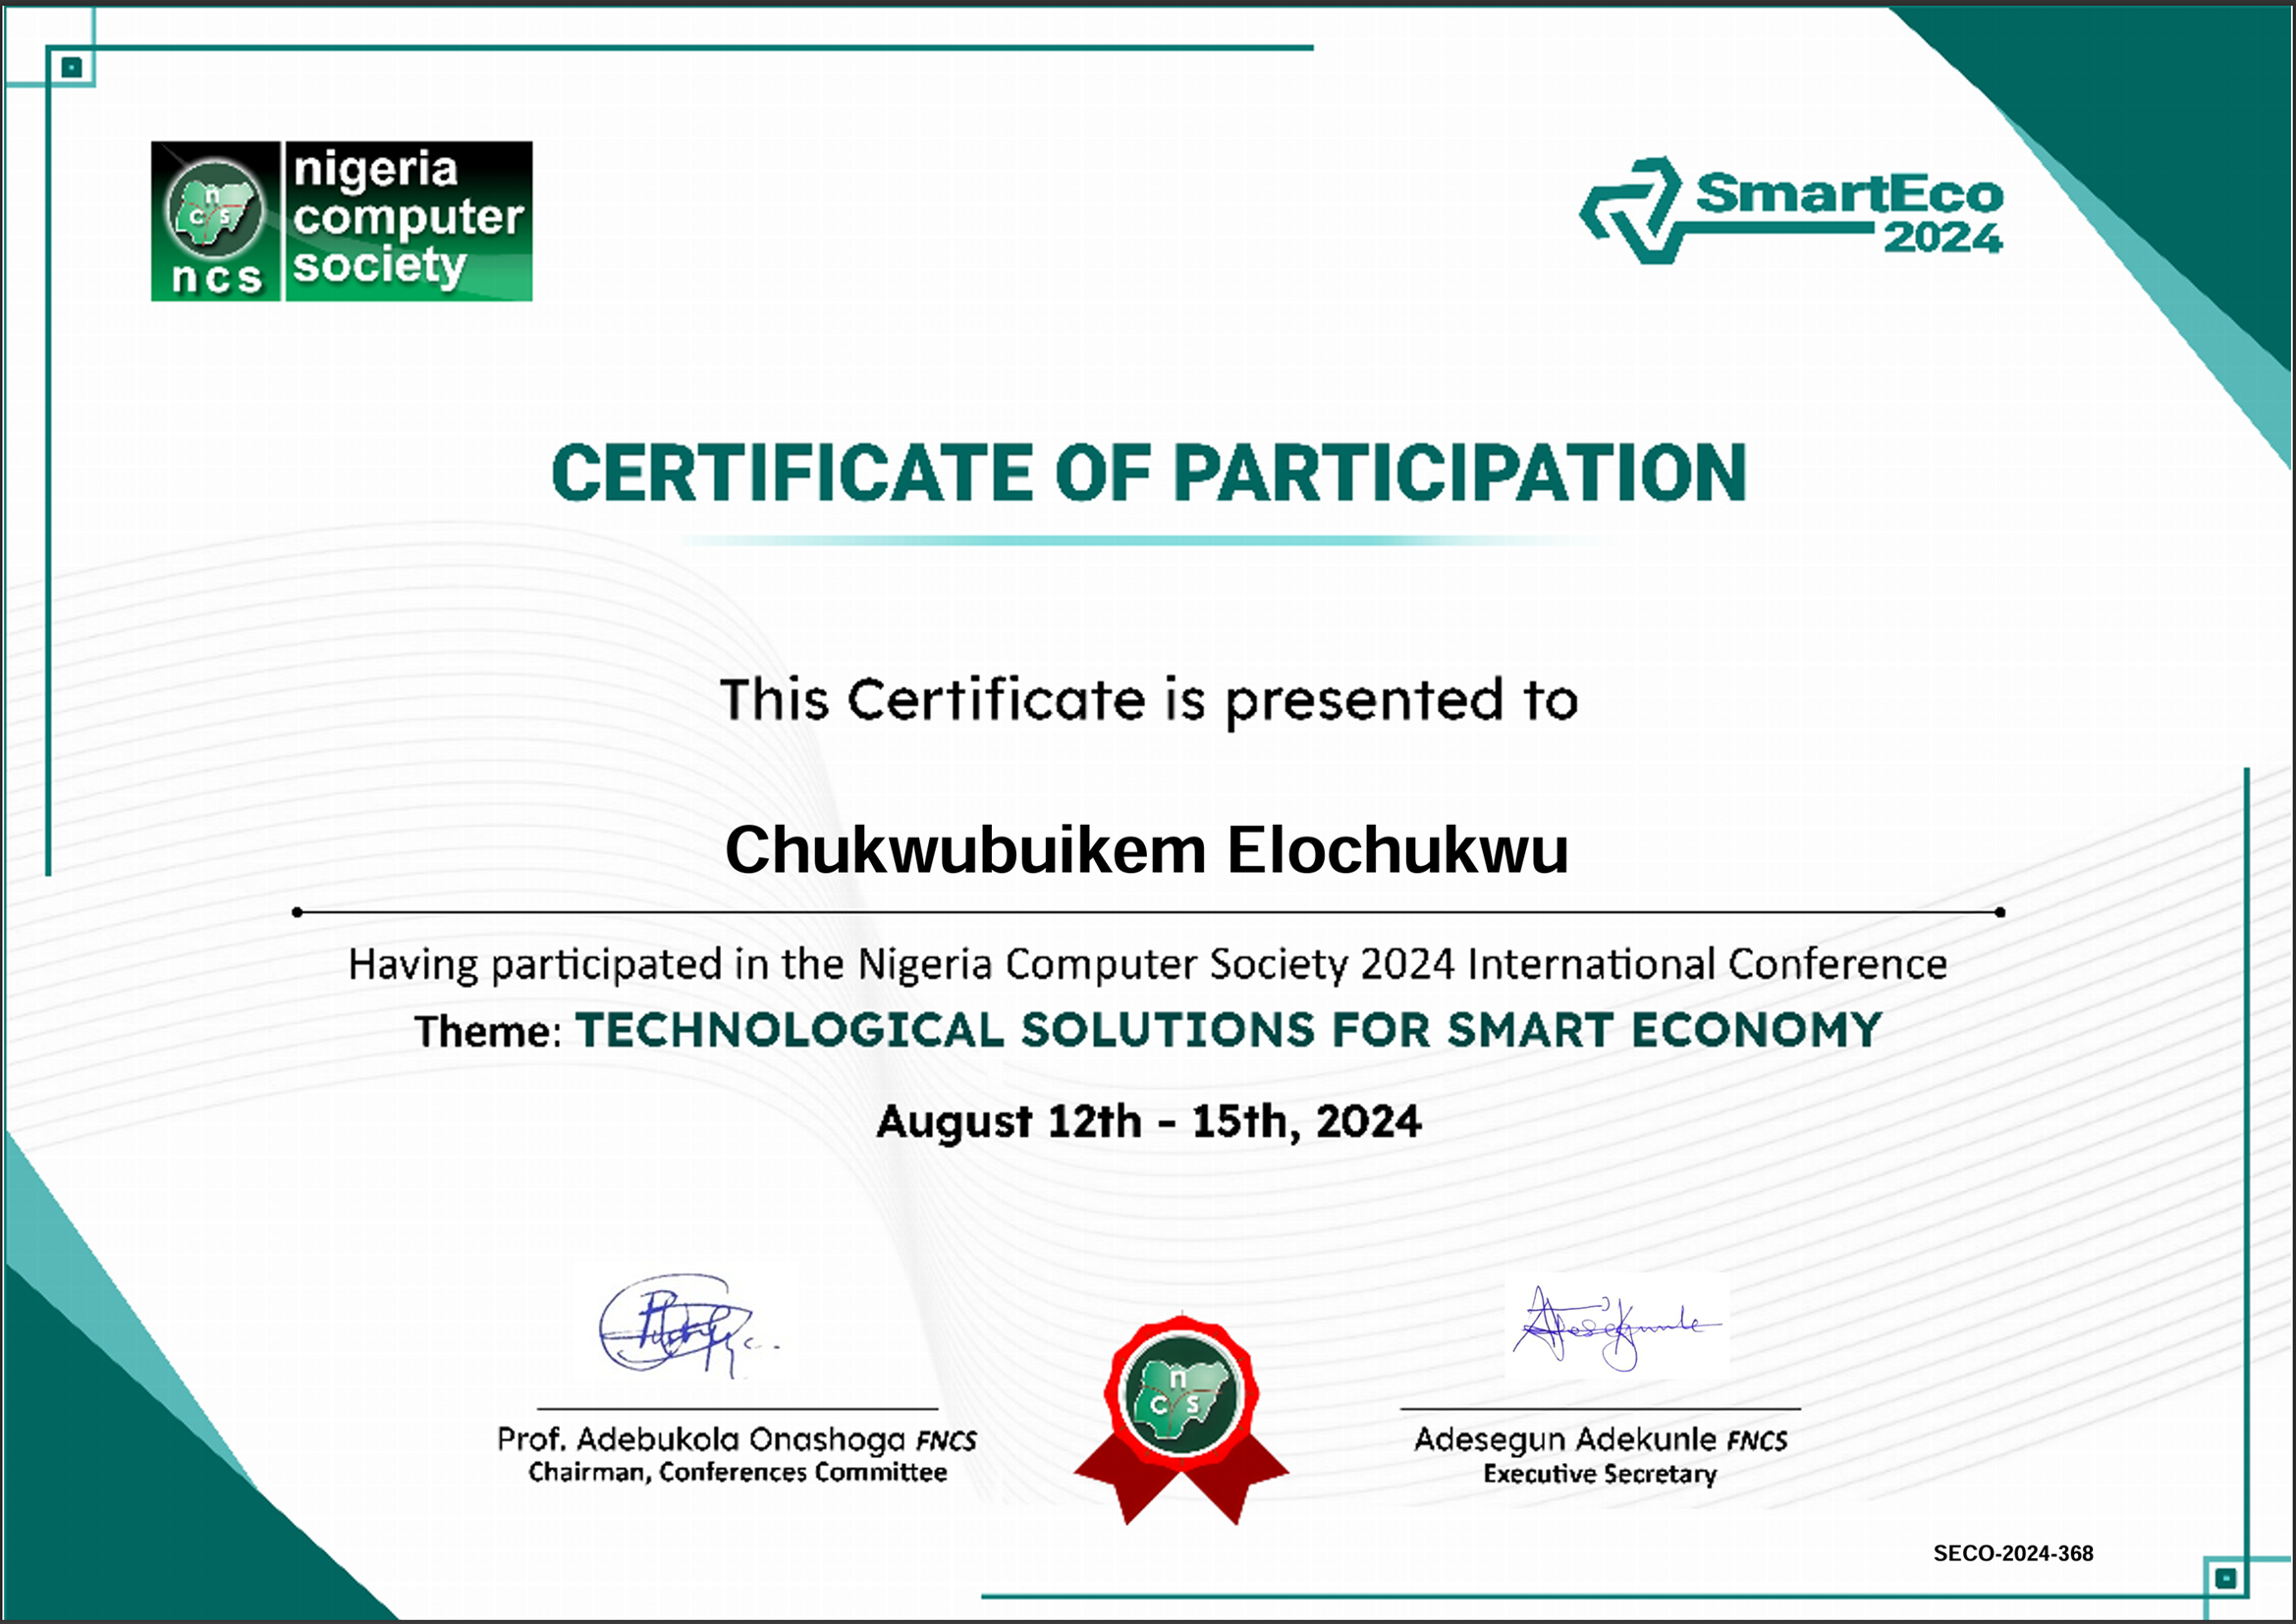 nigeria
computer
society
ncs
SmartEco
2024
CERTIFICATE OF PARTICIPATION
This Certificate is presented to
Chukwubuikem Elochukwu
Having participated in the Nigeria Computer Society 2024 International Conference
Theme: TECHNOLOGICAL SOLUTIONS FOR SMART ECONOMY
August 12th - 15th, 2024
Prof. Adebukola Onashoga FNCS
Chairman, Conferences Committee
n
c s
Adesegun Adekunle FNCS
Executive Secretary
SECO-2024-368